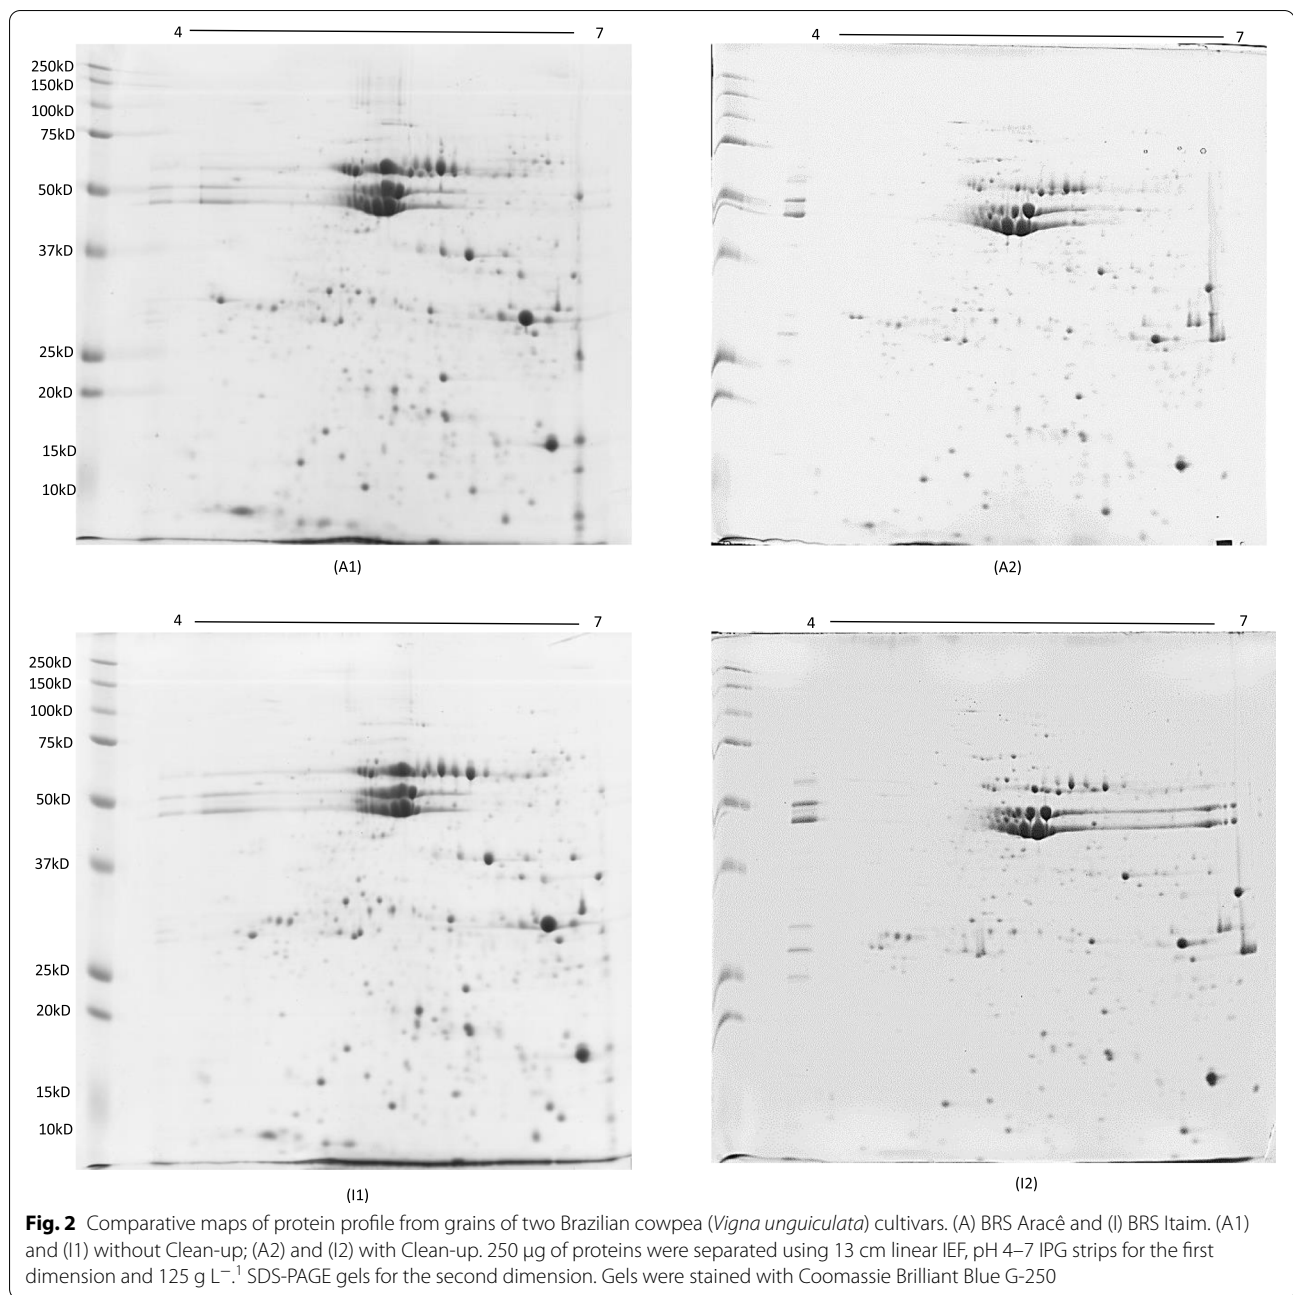 4 7
4 7
250kD
150kD
100kD
75kD
50kD
37kD
25kD
20kD
15kD
10kD
(A1)
(A2)
4 7
4 7
250kD
150kD
100kD
75kD
50kD
37kD
25kD
20kD
15kD
10kD
(I1)
(I2)
Fig. 2 Comparative maps of protein profile from grains of two Brazilian cowpea (Vigna unguiculata) cultivars. (A) BRS Aracê and (I) BRS Itaim. (A1)
and (I1) without Clean-up; (A2) and (I2) with Clean-up. 250 µg of proteins were separated using 13 cm linear IEF, pH 4–7 IPG strips for the first
dimension and 125 g L−.1 SDS-PAGE gels for the second dimension. Gels were stained with Coomassie Brilliant Blue G-250